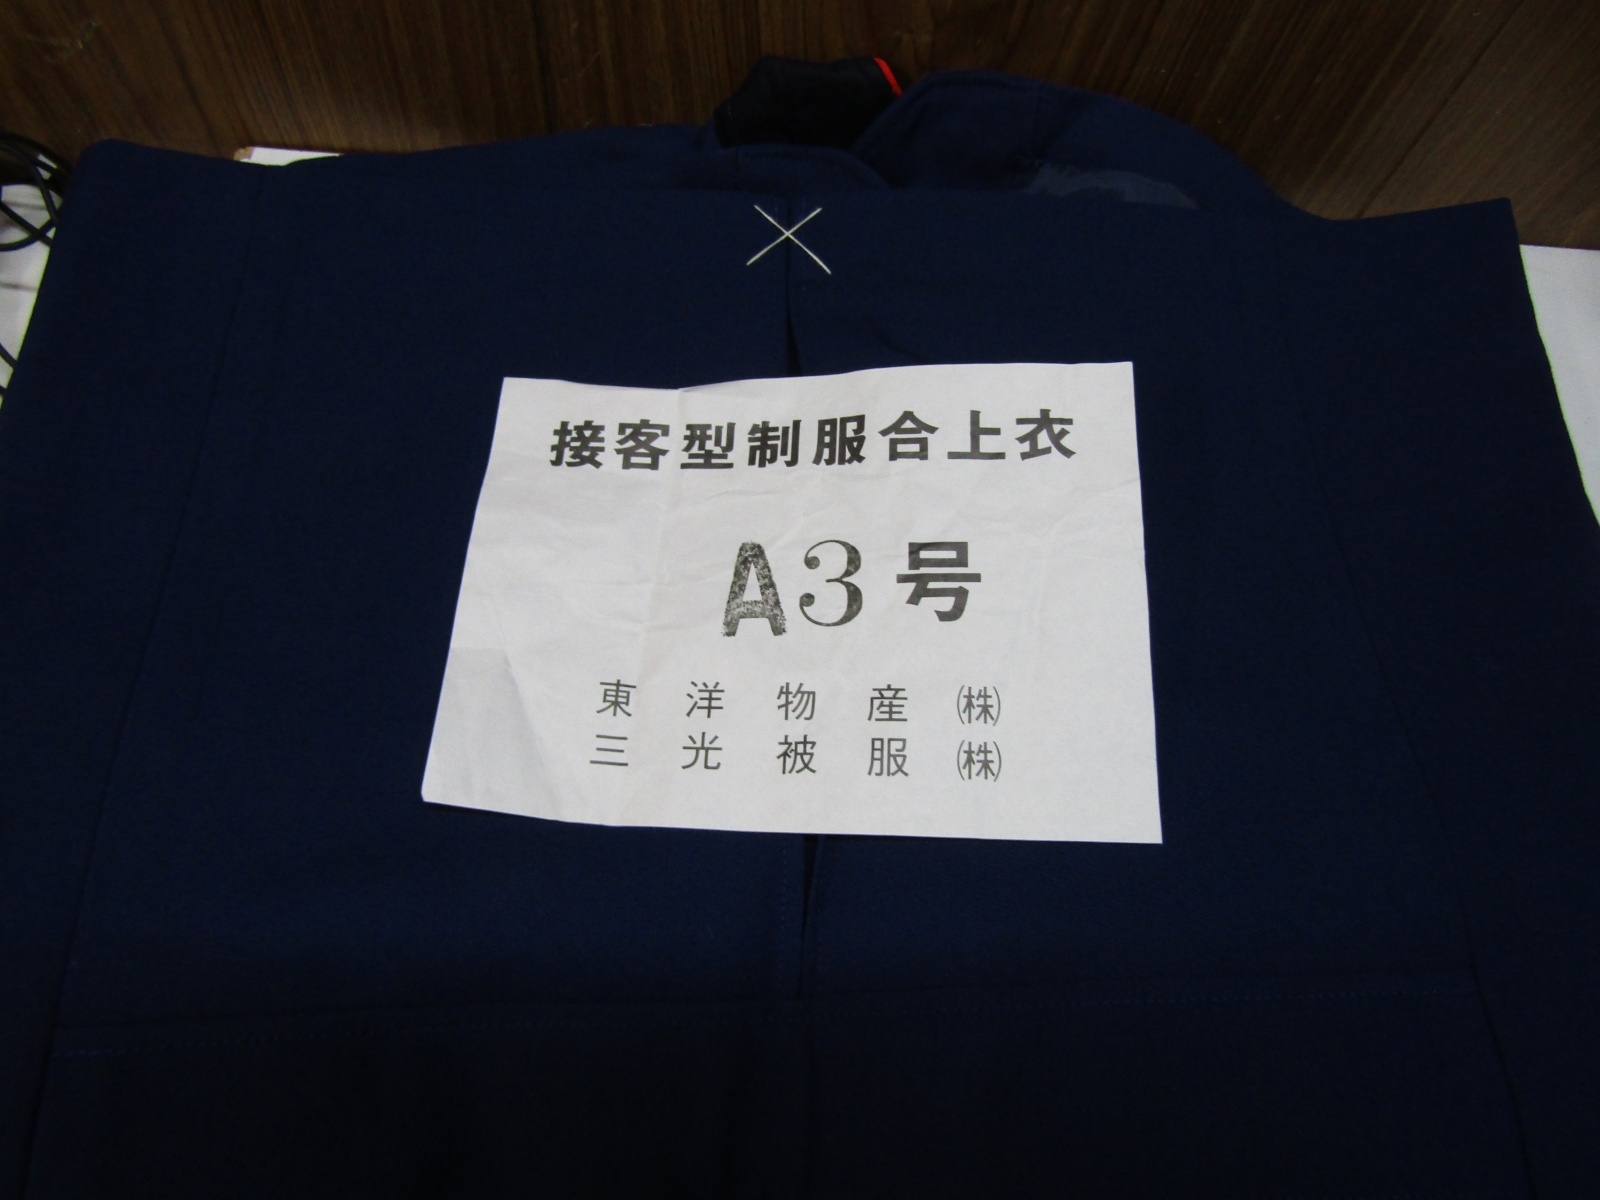 接客型制服合上衣
A3号
東洋物産㈱
三光被服㈱